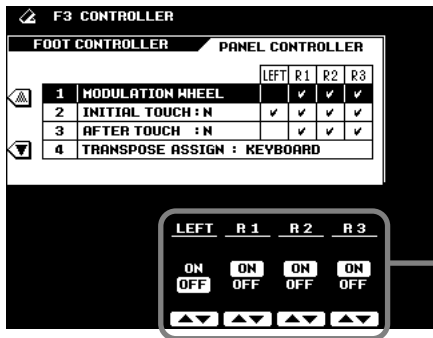 F3 CONTROLLER
FOOT CONTROLLER PANEL CONTROLLER
LEFT R1 R2 R3
1 MODULATION WHEEL ✔ ✔ ✔
2 INITIAL TOUCH : N ✔ ✔ ✔ ✔
3 AFTER TOUCH : N ✔ ✔ ✔
4 TRANSPOSE ASSIGN : KEYBOARD
LEFT R 1 R 2 R 3
ON ON ON ON
OFF OFF OFF OFF